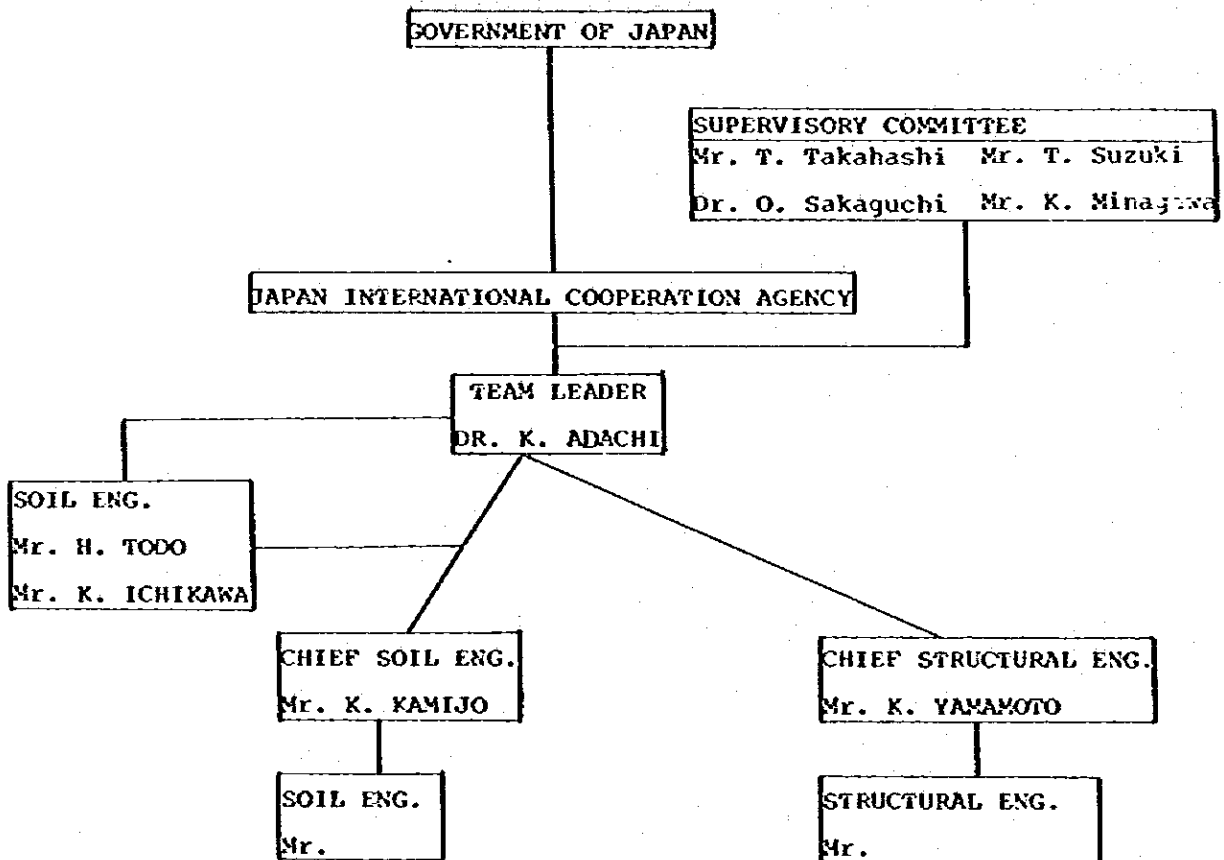 GOVERNMENT OF JAPAN
SUPERVISORY COMMITTEE
Mr. T. Takahashi Mr. T. Suzuki
Dr. O. Sakaguchi Mr. K.
JAPAN INTERNATIONAL COOPERATION AGENCY
TEAM LEADER
DR. K. ADACHI
SOIL ENG.
Mr. H. TODO
Mr. K. ICHIKAWA
CHIEF SOIL ENG.
Mr. K. KAMIJO
CHIEF STRUCTURAL ENG.
Mr. K. YAMAMOTO
SOIL ENG.
Mr.
STRUCTURAL ENG.
Mr.